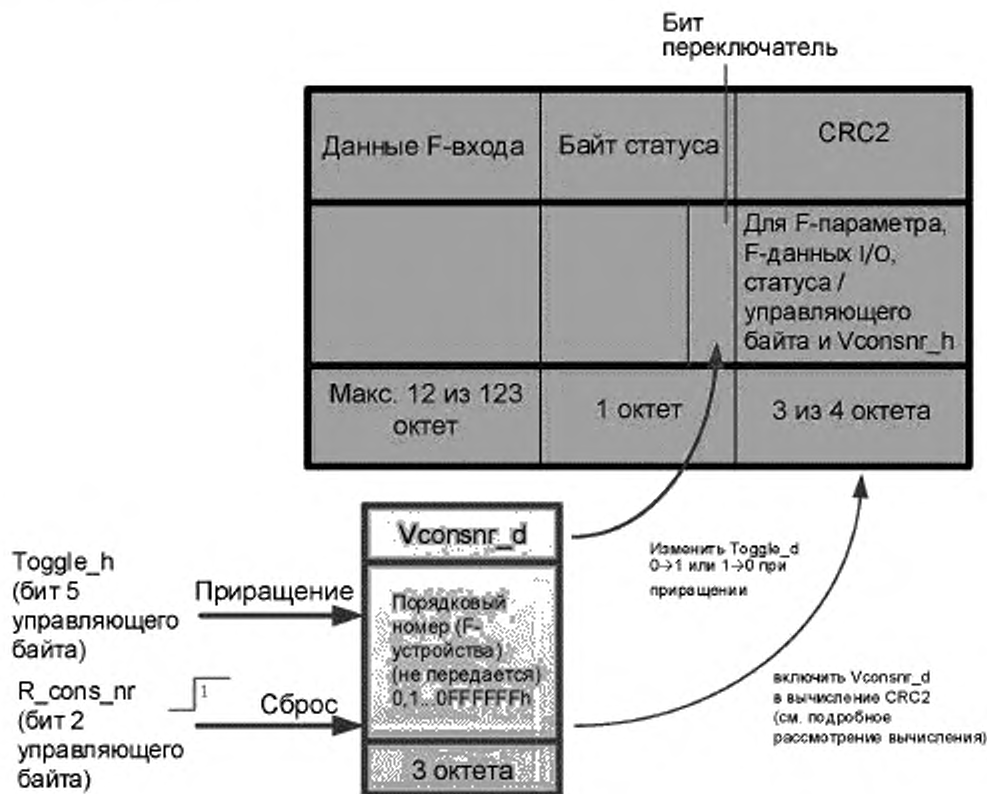 Бит
переключатель
Данные F-входа
Байт статуса
CRC2
Для F-параметра,
F-данных I/O,
статуса /
управляющего
байта и Vconsnr_h
Макс. 12 из 123
октет
1 октет
3 из 4 октета
Vconsnr_d
Toggle_h
(бит 5
управляющего
байта)
Приращение
Порядковый
номер (F-
устройства)
(не передается)
0,1...0FFFFFFh
R_cons_nr
(бит 2
управляющего
байта)
1
Сброс
3 октета
Изменить Toggle_d
0→1 или 1→0 при
приращении
включить Vconsnr_d
в вычисление CRC2
(см. подробное
рассмотрение вычисления)